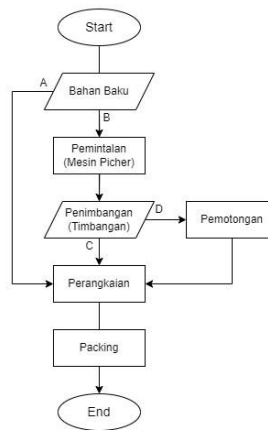 Start
A
Bahan Baku
B
Pemintalan
(Mesin Picher)
Penimbangan
(Timbangan)
D
Pemotongan
C
Perangkaian
Packing
End